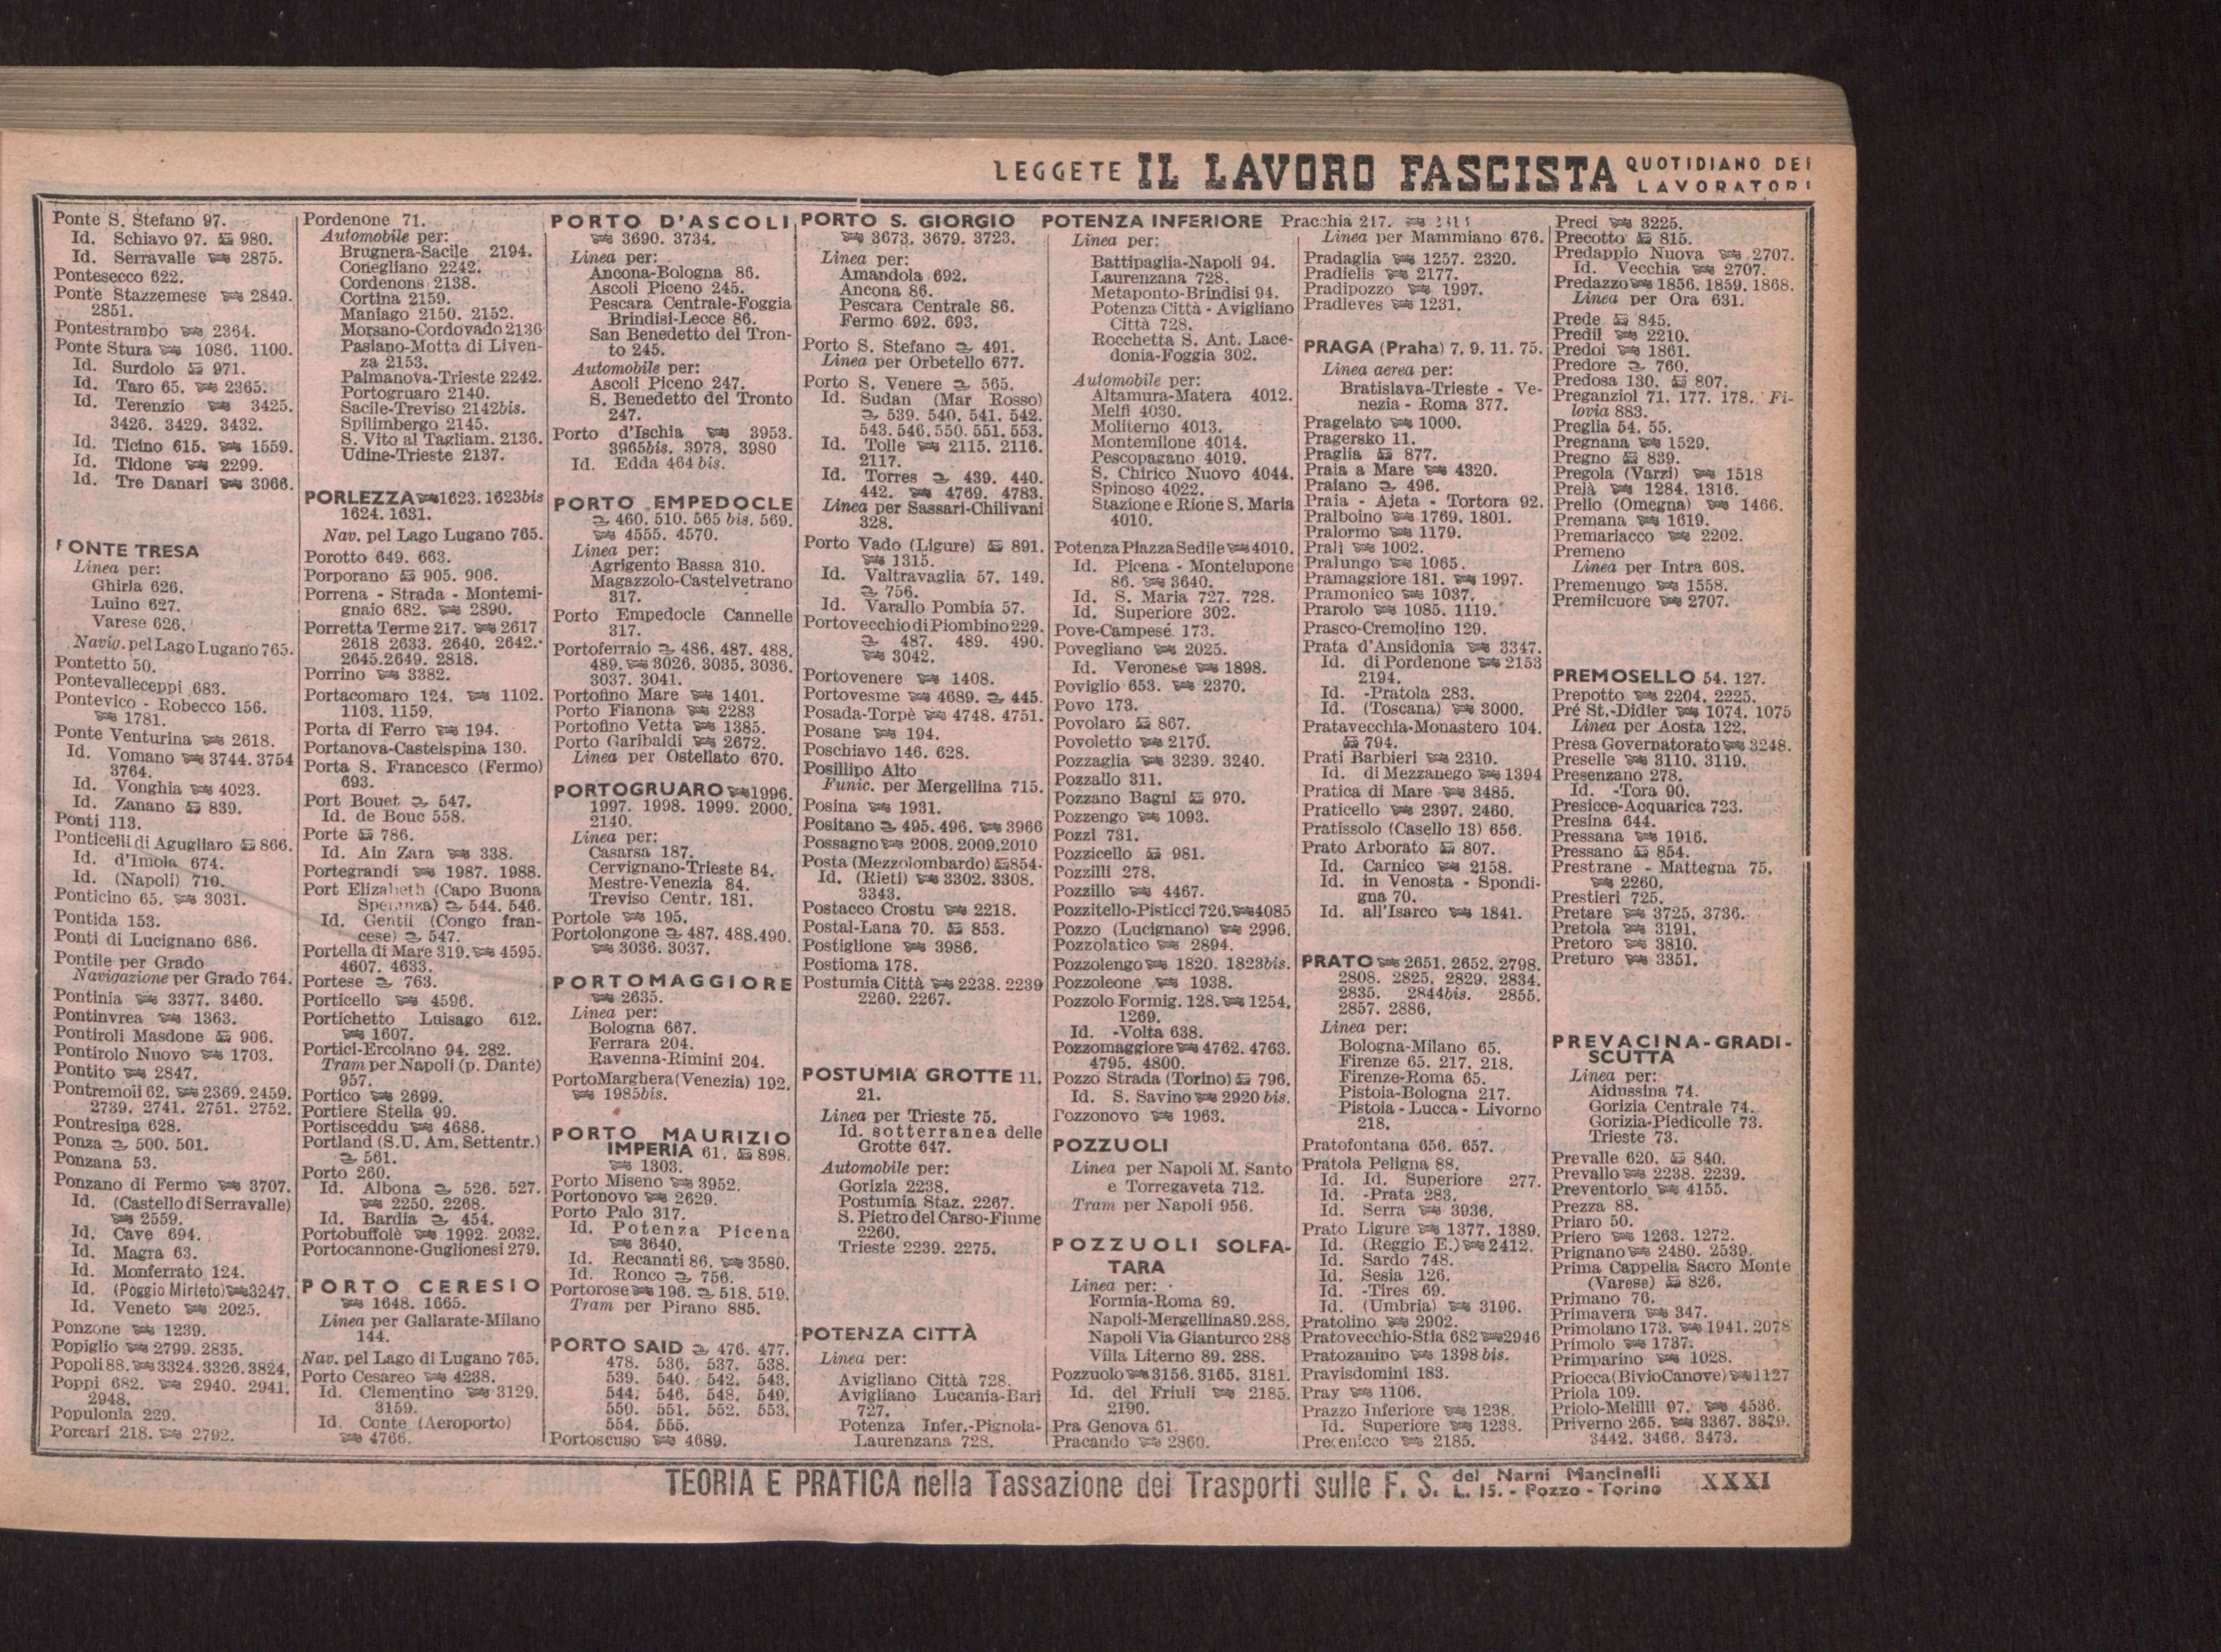 LEGGETE IL LAVORO FASCISTA QUOTIDIANO DEI LAVORATORI
Ponte S. Stefano 97.
Id. Schiavo 97. 980.
Id. Serravalle 2875.
Pontesecco 622.
Ponte Stazzemese 2849.
2851.
Pontestrambo 2364.
Ponte Stura 1086. 1100.
Id. Surdolo 971.
Id. Taro 65. 2365.
Id. Terenzio 3425.
3426. 3429. 3432.
Id. Ticino 615. 1559.
Id. Tidone 2299.
Id. Tre Danari 3066.
PONTE TRESA
Linea per:
Ghirla 626.
Luino 627.
Varese 626.
Navig. pel Lago Lugano 765.
Pontetto 50.
Pontevalleceppi 683.
Pontevico - Robecco 156.
1781.
Ponte Venturina 2618.
Id. Vomano 3744. 3754
3764.
Id. Vonghia 4023.
Id. Zanano 839.
Ponti 113.
Ponticelli di Agugliaro 866.
Id. d'Imola 674.
Id. (Napoli) 710.
Ponticino 65. 3031.
Pontida 153.
Ponti di Lucignano 686.
Pontile per Grado
Navigazione per Grado 764.
Pontinia 3377. 3460.
Pontinvrea 1363.
Pontiroli Masdone 906.
Pontirolo Nuovo 1703.
Pontito 2847.
Pontremoli 62. 2369. 2459.
2739. 2741. 2751. 2752.
Pontresina 628.
Ponza 500. 501.
Ponzana 53.
Ponzano di Fermo 3707.
Id. (Castello di Serravalle)
2559.
Id. Cave 694.
Id. Magra 63.
Id. Monferrato 124.
Id. (Poggio Mirteto) 3247.
Id. Veneto 2025.
Ponzone 1239.
Popiglio 2799. 2835.
Popoli 88. 3324. 3326. 3824.
Poppi 682. 2940. 2941.
2948.
Populonia 229.
Porcari 218. 2792.
Pordenone 71.
Automobile per:
Brugnera-Sacile 2194.
Conegliano 2242.
Cordenons 2138.
Cortina 2159.
Maniago 2150. 2152.
Morsano-Cordovado 2136
Pasiano-Motta di Liven-
za 2153.
Palmanova-Trieste 2242.
Portogruaro 2140.
Sacile-Treviso 2142bis.
Spilimbergo 2145.
S. Vito al Tagliam. 2136.
Udine-Trieste 2137.
PORLEZZA 1623. 1623bis
1624. 1631.
Nav. pel Lago Lugano 765.
Porotto 649. 663.
Porporano 905. 906.
Porrena - Strada - Montemi-
gnaio 682. 2890.
Porretta Terme 217. 2617
2618 2633. 2640. 2642.
2645. 2649. 2818.
Porrino 3382.
Portacomaro 124. 1102.
1103. 1159.
Porta di Ferro 194.
Portanova-Castelspina 130.
Porta S. Francesco (Fermo)
693.
Port Bouet 547.
Id. de Bouc 558.
Porte 786.
Id. Ain Zara 338.
Portegrandi 1987. 1988.
Port Elizabeth (Capo Buona
Speranza) 544. 546.
Id. Gentil (Congo fran-
cese) 547.
Portella di Mare 319. 4595.
4607. 4633.
Portese 763.
Porticello 4596.
Portichetto Luisago 612.
1607.
Portici-Ercolano 94. 282.
Tram per Napoli (p. Dante)
957.
Portico 2699.
Portiere Stella 99.
Portisceddu 4686.
Portland (S.U. Am. Settentr.)
561.
Porto 260.
Id. Albona 526. 527.
2250. 2268.
Id. Bardia 454.
Portobuffolè 1992. 2032.
Portocannone-Guglionesi 279.
PORTO CERESIO
1648. 1665.
Linea per Gallarate-Milano
144.
Nav. pel Lago di Lugano 765.
Porto Cesareo 4238.
Id. Clementino 3129.
3159.
Id. Conte (Aeroporto)
4766.
PORTO D'ASCOLI
3690. 3734.
Linea per:
Ancona-Bologna 86.
Ascoli Piceno 245.
Pescara Centrale-Foggia
Brindisi-Lecce 86.
San Benedetto del Tron-
to 245.
Automobile per:
Ascoli Piceno 247.
S. Benedetto del Tronto
247.
Porto d'Ischia 3953.
3965bis. 3978. 3980
Id. Edda 464 bis.
PORTO EMPEDOCLE
460. 510. 565 bis. 569.
4555. 4570.
Linea per:
Agrigento Bassa 310.
Magazzolo-Castelvetrano
317.
Porto Empedocle Cannelle
317.
Portoferraio 486. 487. 488.
489. 3026. 3035. 3036.
3037. 3041.
Portofino Mare 1401.
Porto Fianona 2283
Portofino Vetta 1385.
Porto Garibaldi 2672.
Linea per Ostellato 670.
PORTOGRUARO 1996.
1997. 1998. 1999. 2000.
2140.
Linea per:
Casarsa 187.
Cervignano-Trieste 84.
Mestre-Venezia 84.
Treviso Centr. 181.
Portole 195.
Portolongone 487. 488. 490.
3036. 3037.
PORTOMAGGIORE
2635.
Linea per:
Bologna 667.
Ferrara 204.
Ravenna-Rimini 204.
Porto Marghera (Venezia) 192.
1985bis.
PORTO MAURIZIO
IMPERIA 61. 898.
1303.
Porto Miseno 3952.
Portonovo 2629.
Porto Palo 317.
Id. Potenza Picena
3640.
Id. Recanati 86. 3580.
Id. Ronco 756.
Portorose 196. 518. 519.
Tram per Pirano 885.
PORTO SAID 476. 477.
478. 536. 537. 538.
539. 540. 542. 543.
544. 546. 548. 549.
550. 551. 552. 553.
554. 555.
Portoscuso 4689.
PORTO S. GIORGIO
3673. 3679. 3723.
Linea per:
Amandola 692.
Ancona 86.
Pescara Centrale 86.
Fermo 692. 693.
Porto S. Stefano 491.
Linea per Orbetello 677.
Porto S. Venere 565.
Id. Sudan (Mar Rosso)
539. 540. 541. 542.
543. 546. 550. 551. 553.
Id. Tolle 2115. 2116.
2117.
Id. Torres 439. 440.
442. 4769. 4783.
Linea per Sassari-Chilivani
328.
Porto Vado (Ligure) 891.
1315.
Id. Valtravaglia 57. 149.
756.
Id. Varallo Pombia 57.
Portovecchio di Piombino 229.
487. 489. 490.
3042.
Portovenere 1408.
Portovesme 4689. 445.
Posada-Torpè 4748. 4751.
Posane 194.
Poschiavo 146. 628.
Posillipo Alto
Funic. per Mergellina 715.
Posina 1931.
Positano 495. 496. 3966
Possagno 2008. 2009. 2010
Posta (Mezzolombardo) 854.
Id. (Rieti) 3302. 3308.
3343.
Postacco Crostu 2218.
Postal-Lana 70. 853.
Postiglione 3986.
Postioma 178.
Postumia Città 2238. 2239
2260. 2267.
POSTUMIA GROTTE 11.
21.
Linea per Trieste 75.
Id. sotterranea delle
Grotte 647.
Automobile per:
Gorizia 2238.
Postumia Staz. 2267.
S. Pietro del Carso-Fiume
2260.
Trieste 2239. 2275.
POTENZA CITTÀ
Linea per:
Avigliano Città 728.
Avigliano Lucania-Bari
727.
Potenza Infer.-Pignola-
Laurenzana 728.
POTENZA INFERIORE
Linea per:
Battipaglia-Napoli 94.
Laurenzana 728.
Metaponto-Brindisi 94.
Potenza Città - Avigliano
Città 728.
Rocchetta S. Ant. Lace-
donia-Foggia 302.
Automobile per:
Altamura-Matera 4012.
Melfi 4030.
Moliterno 4013.
Montemilone 4014.
Pescopagano 4019.
S. Chirico Nuovo 4044.
Spinoso 4022.
Stazione e Rione S. Maria
4010.
Potenza Piazza Sedile 4010.
Id. Picena - Montelupone
86. 3640.
Id. S. Maria 727. 728.
Id. Superiore 302.
Pove-Campese 173.
Povegliano 2025.
Id. Veronese 1898.
Poviglio 653. 2370.
Povo 173.
Povolaro 867.
Povoletto 2170.
Pozzaglia 3239. 3240.
Pozzallo 311.
Pozzano Bagni 970.
Pozzengo 1093.
Pozzi 731.
Pozzicello 981.
Pozzilli 278.
Pozzillo 4467.
Pozzitello-Pisticci 726. 4085
Pozzo (Lucignano) 2996.
Pozzolatico 2894.
Pozzolengo 1820. 1823bis.
Pozzoleone 1938.
Pozzolo Formig. 128. 1254.
1269.
Id. -Volta 638.
Pozzomaggiore 4762. 4763.
4795. 4800.
Pozzo Strada (Torino) 796.
Id. S. Savino 2920 bis.
Pozzonovo 1963.
POZZUOLI
Linea per Napoli M. Santo
e Torregaveta 712.
Tram per Napoli 956.
POZZUOLI SOLFA-
TARA
Linea per:
Formia-Roma 89.
Napoli-Mergellina 89. 288.
Napoli Via Gianturco 288
Villa Literno 89. 288.
Pozzuolo 3156. 3165. 3181.
Id. del Friuli 2185.
2190.
Pra Genova 61.
Pracando 2860.
Pracchia 217.
Linea per Mammiano 676.
Pradaglia 1257. 2320.
Pradielis 2177.
Pradipozzo 1997.
Pradleves 1231.
PRAGA (Praha) 7. 9. 11. 75.
Linea aerea per:
Bratislava-Trieste - Ve-
nezia - Roma 377.
Pragelato 1000.
Pragersko 11.
Praglia 877.
Praia a Mare 4320.
Praiano 496.
Praia - Ajeta - Tortora 92.
Pralboino 1769. 1801.
Pralormo 1179.
Prali 1002.
Pralungo 1065.
Pramaggiore 181. 1997.
Pramonico 1037.
Prarolo 1085. 1119.
Prasco-Cremolino 129.
Prata d'Ansidonia 3347.
Id. di Pordenone 2153
2194.
Id. -Pratola 283.
Id. (Toscana) 3000.
Pratavecchia-Monastero 104.
794.
Prati Barbieri 2310.
Id. di Mezzanego 1394
Pratica di Mare 3485.
Praticello 2397. 2460.
Pratissolo (Casello 13) 656.
Prato Arborato 807.
Id. Carnico 2158.
Id. in Venosta - Spondi-
gna 70.
Id. all'Isarco 1841.
PRATO 2651. 2652. 2798.
2808. 2825. 2829. 2834.
2835. 2844bis. 2855.
2857. 2886.
Linea per:
Bologna-Milano 65.
Firenze 65. 217. 218.
Firenze-Roma 65.
Pistoia-Bologna 217.
Pistoia - Lucca - Livorno
218.
Pratofontana 656. 657.
Pratola Peligna 88.
Id. Id. Superiore 277.
Id. -Prata 283.
Id. Serra 3936.
Prato Ligure 1377. 1389.
Id. (Reggio E.) 2412.
Id. Sardo 748.
Id. Sesia 126.
Id. -Tires 69.
Id. (Umbria) 3196.
Pratolino 2902.
Pratovecchio-Stia 682 2946
Pratozanino 1398 bis.
Pravisdomini 183.
Pray 1106.
Prazzo Inferiore 1238.
Id. Superiore 1238.
Precenicco 2185.
Preci 3225.
Precotto 815.
Predappio Nuova 2707.
Id. Vecchia 2707.
Predazzo 1856. 1859. 1868.
Linea per Ora 631.
Prede 845.
Predil 2210.
Predoi 1861.
Predore 760.
Predosa 130. 807.
Preganziol 71. 177. 178. Fi-
lovia 883.
Preglia 54. 55.
Pregnana 1529.
Pregno 839.
Pregola (Varzi) 1518
Prelà 1284. 1316.
Prello (Omegna) 1466.
Premana 1619.
Premariacco 2202.
Premeno
Linea per Intra 608.
Premenugo 1558.
Premilcuore 2707.
PREMOSELLO 54. 127.
Prepotto 2204. 2225.
Pré St.-Didier 1074. 1075
Linea per Aosta 122.
Presa Governatorato 3248.
Preselle 3110. 3119.
Presenzano 278.
Id. -Tora 90.
Presicce-Acquarica 723.
Presina 644.
Pressana 1916.
Pressano 854.
Prestrane - Mattegna 75.
2260.
Prestieri 725.
Pretare 3725. 3736.
Pretola 3191.
Pretoro 3810.
Preturo 3351.
PREVACINA-GRADI-
SCUTTA
Linea per:
Aidussina 74.
Gorizia Centrale 74.
Gorizia-Piedicolle 73.
Trieste 73.
Prevalle 620. 840.
Prevallo 2238. 2239.
Preventorio 4155.
Prezza 88.
Priaro 50.
Priero 1263. 1272.
Prignano 2480. 2539.
Prima Cappella Sacro Monte
(Varese) 826.
Primano 76.
Primavera 347.
Primolano 173. 1941. 2078
Primolo 1737.
Primparino 1028.
Priocca (Bivio Canove) 1127
Priola 109.
Priolo-Melilli 97. 4536.
Priverno 265. 3367. 3379.
3442. 3466. 3473.
TEORIA E PRATICA nella Tassazione dei Trasporti sulle F. S. del Narni Mancinelli L. 15. - Pozzo - Torino XXXI